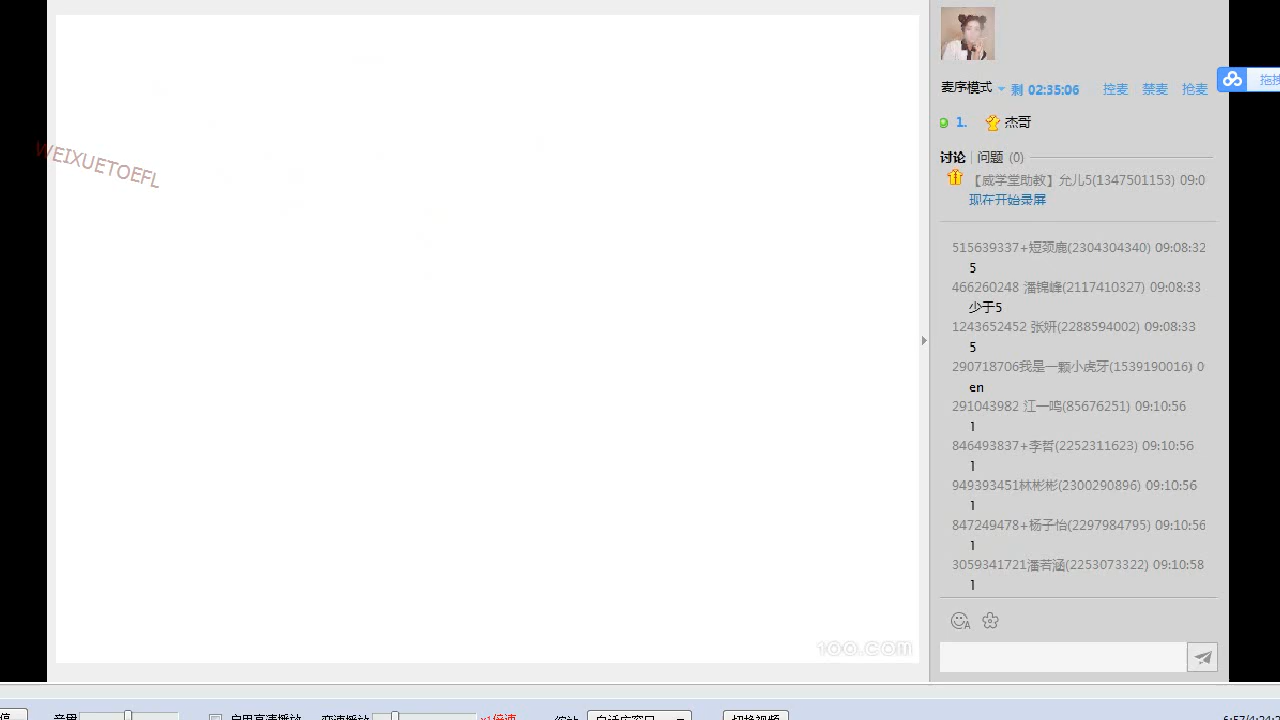 WEIXUETOEFL
100.com
麦序模式 剩 02:35:06 控麦 禁麦 抢麦
拖拽
1. 杰哥
讨论 问题 (0)
【威学堂助教】允儿5(1347501153) 09:0
现在开始录屏
515639337+短颈鹿(2304304340) 09:08:32
5
466260248 潘锦峰(2117410327) 09:08:33
少于5
1243652452 张妍(2288594002) 09:08:33
5
290718706我是一颗小虎牙(1539190016) 0
en
291043982 江一鸣(85676251) 09:10:56
1
846493837+李哲(2252311623) 09:10:56
1
949393451林彬彬(2300290896) 09:10:56
1
847249478+杨子怡(2297984795) 09:10:56
1
3059341721潘若涵(2253073322) 09:10:58
1